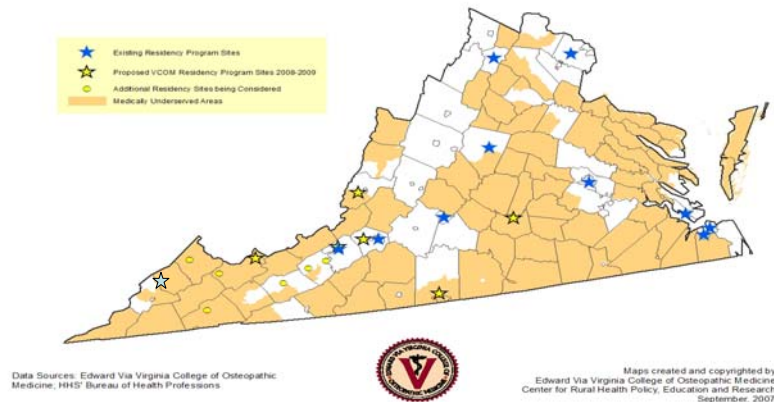 Existing Residency Program Sites
Proposed VCOM Residency Program Sites 2008-2009
Additional Residency Sites being Considered
Medically Underserved Areas
Data Sources: Edward Via Virginia College of Osteopathic
Medicine; HHS' Bureau of Health Professions
Maps created and copyrighted by
Edward Via Virginia College of Osteopathic Medicine
Center for Rural Health Policy, Education and Research
September, 2007